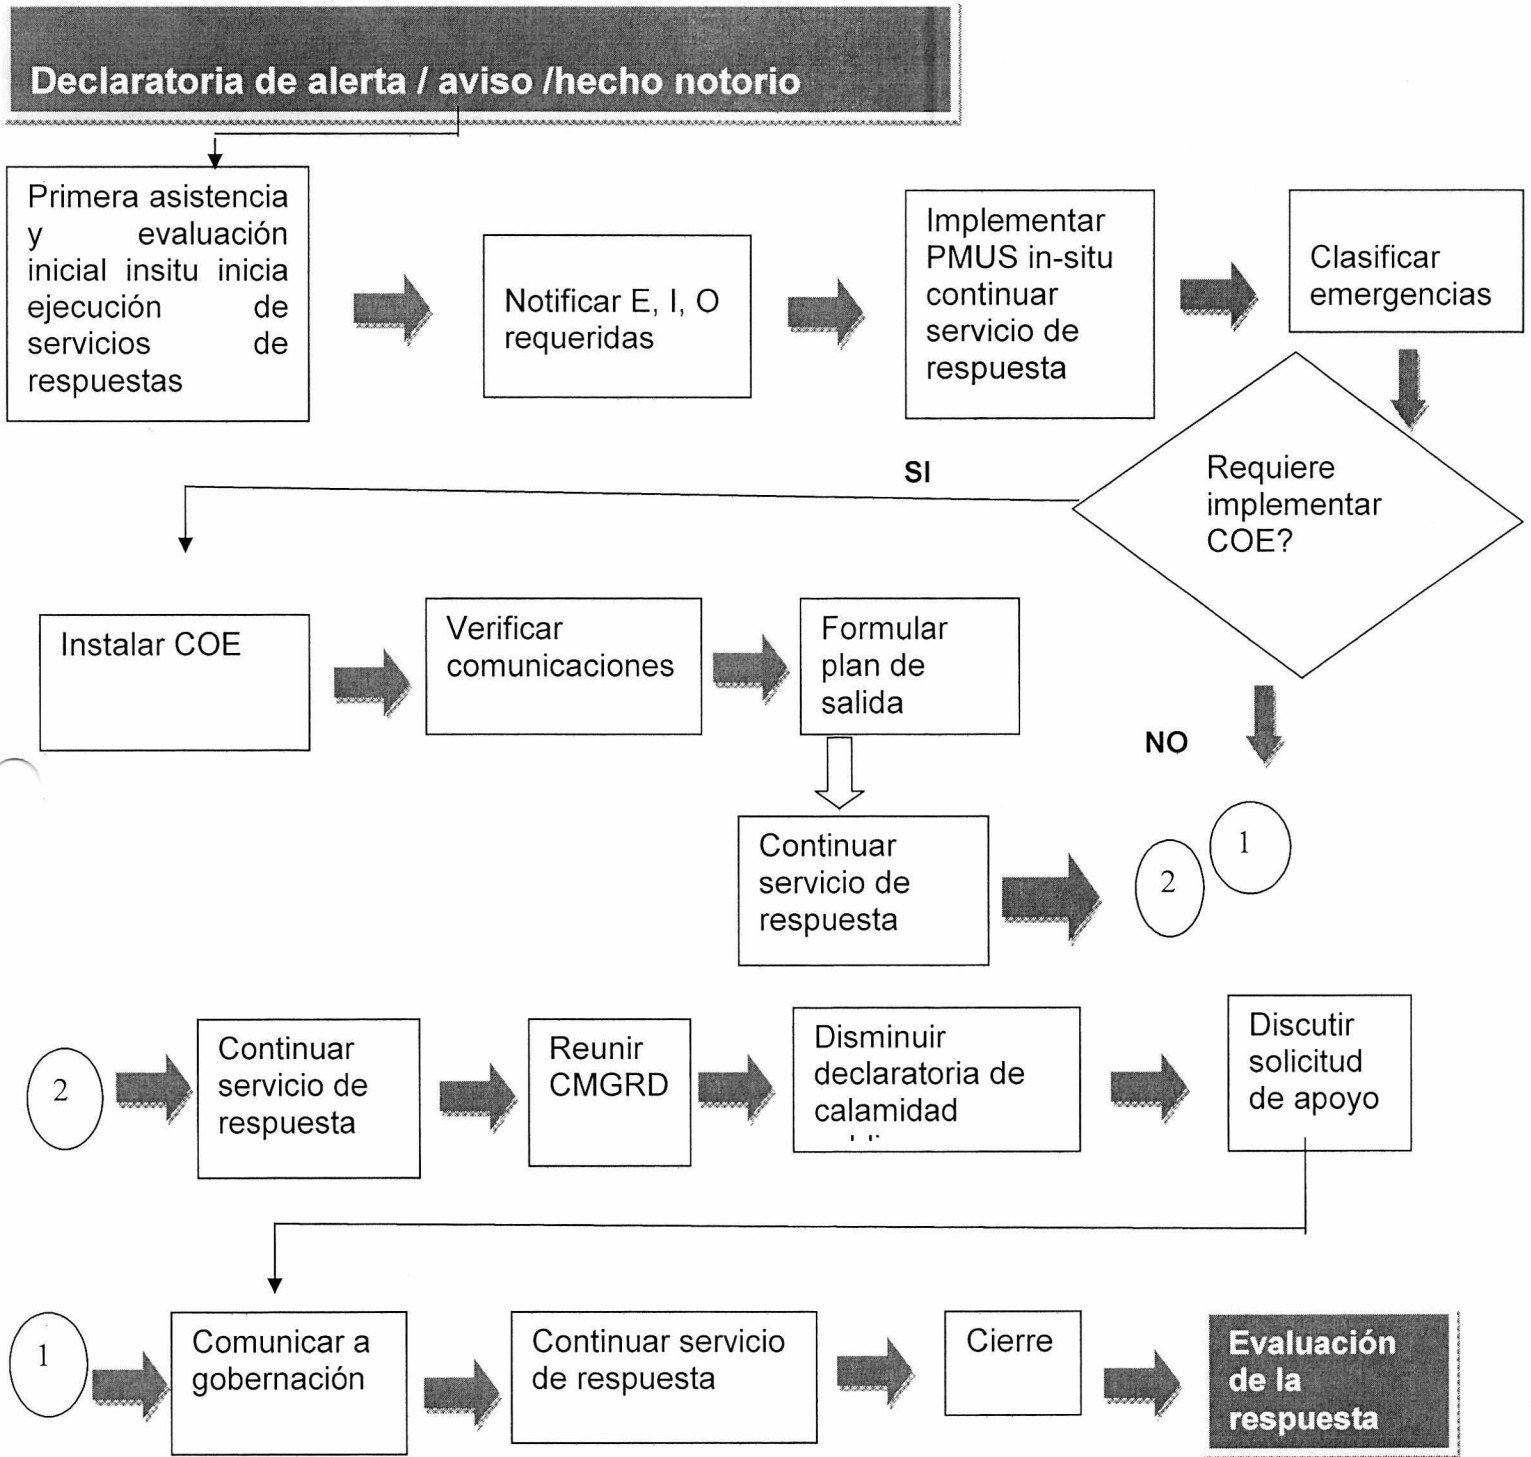 Declaratoria de alerta / aviso /hecho notorio
Primera asistencia
y evaluación
inicial insitu inicia
ejecución de
servicios de
respuestas
Notificar E, I, O
requeridas
Implementar
PMUS in-situ
continuar
servicio de
respuesta
Clasificar
emergencias
Requiere
implementar
COE?
SI
NO
Instalar COE
Verificar
comunicaciones
Formular
plan de
salida
Continuar
servicio de
respuesta
2
1
2
Continuar
servicio de
respuesta
Reunir
CMGRD
Disminuir
declaratoria de
calamidad
Discutir
solicitud
de apoyo
1
Comunicar a
gobernación
Continuar servicio
de respuesta
Cierre
Evaluación
de la
respuesta